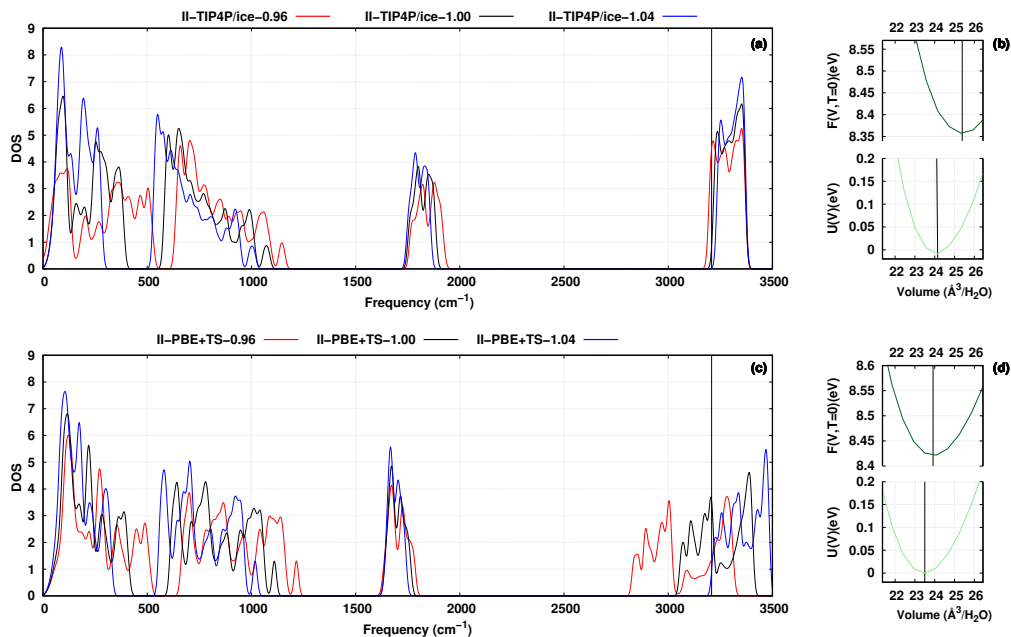 II−TIP4P/ice−0.96 II−TIP4P/ice−1.00 II−TIP4P/ice−1.04
(a)
DOS
9
8
7
6
5
4
3
2
1
0
0 500 1000 1500 2000 2500 3000 3500
Frequency (cm⁻¹)
22 23 24 25 26
(b)
F(V,T=0)(eV)
8.55
8.5
8.45
8.4
8.35
U(V)(eV)
0.2
0.15
0.1
0.05
0
22 23 24 25 26
Volume (Å³/H₂O)
II−PBE+TS−0.96 II−PBE+TS−1.00 II−PBE+TS−1.04
(c)
DOS
9
8
7
6
5
4
3
2
1
0
0 500 1000 1500 2000 2500 3000 3500
Frequency (cm⁻¹)
22 23 24 25 26
(d)
F(V,T=0)(eV)
8.6
8.55
8.5
8.45
8.4
U(V)(eV)
0.2
0.15
0.1
0.05
0
22 23 24 25 26
Volume (Å³/H₂O)